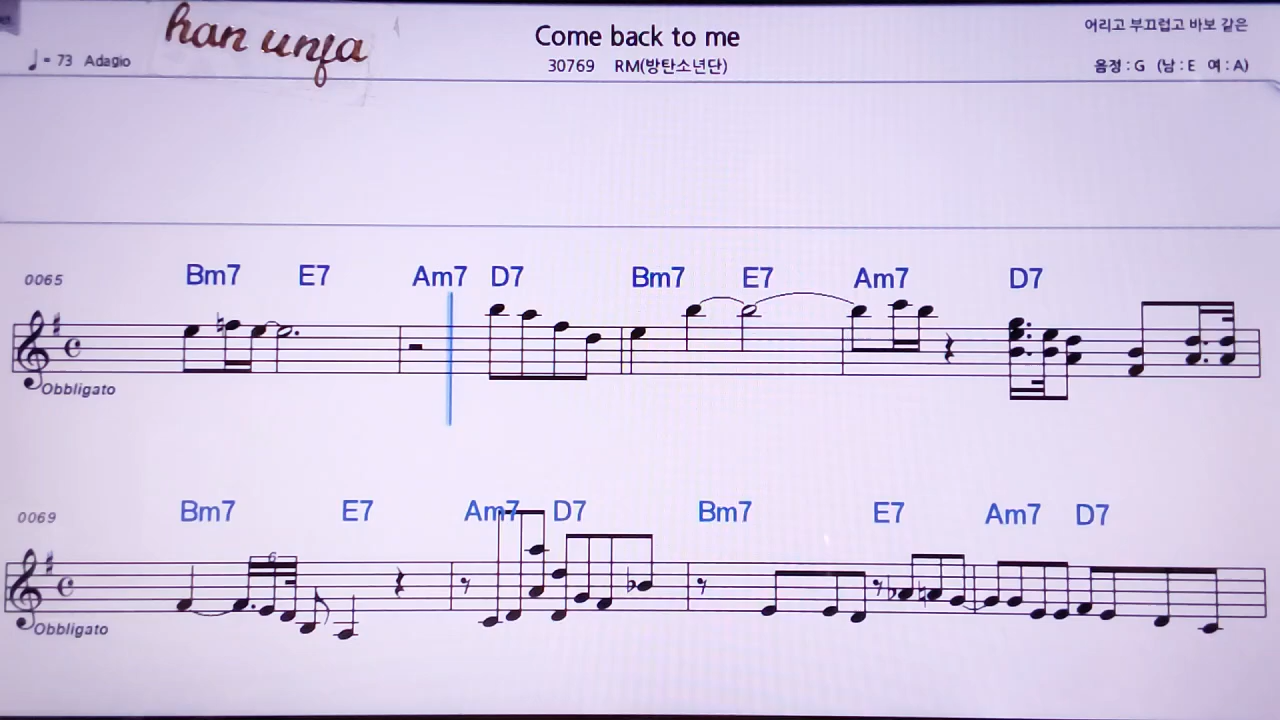 han unfa
Come back to me
어리고 부끄럽고 바보 같은
♩= 73 Adagio
30769 RM(방탄소년단)
음정 : G (남 : E 여 : A)
0065
Bm7 E7 Am7 D7 Bm7 E7 Am7 D7
Obbligato
0069
Bm7 E7 Am7 D7 Bm7 E7 Am7 D7
6
Obbligato